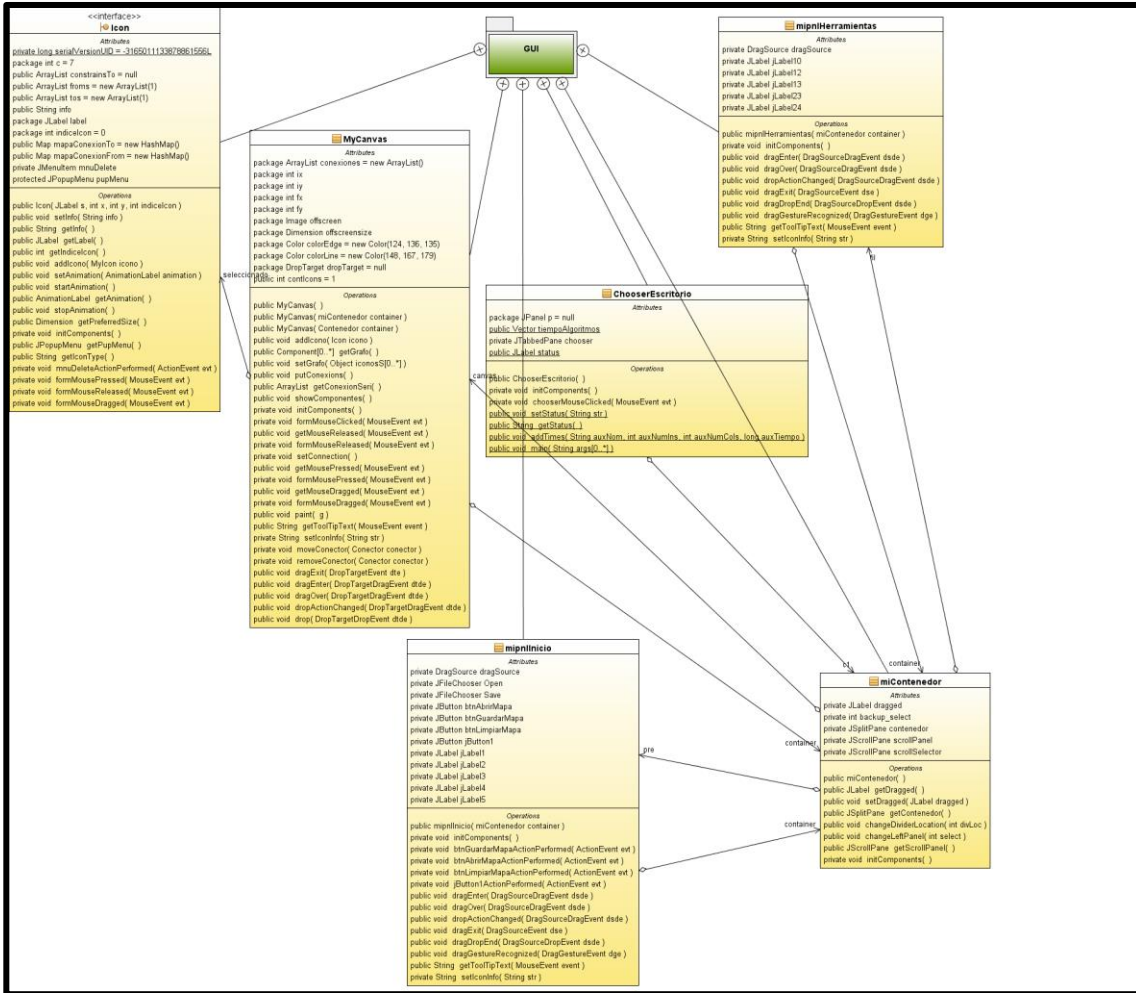 <<interface>>
Icon
Attributes
private long serialVersionUID = -3165011133878861556L
package int c = 7
public ArrayList constrainsTo = null
public ArrayList froms = new ArrayList(1)
public ArrayList tos = new ArrayList(1)
public String info
package JLabel label
package int indiceIcon = 0
public Map mapaConexionTo = new HashMap()
public Map mapaConexionFrom = new HashMap()
private JMenuItem mnuDelete
protected JPopupMenu pupMenu
Operations
public Icon( JLabel s, int x, int y, int indiceIcon )
public void setInfo( String info )
public String getInfo( )
public JLabel getLabel( )
public int getIndiceIcon( )
public void addIcono( MyIcon icono )
public void setAnimation( AnimationLabel animation )
public void startAnimation( )
public AnimationLabel getAnimation( )
public void stopAnimation( )
public Dimension getPreferredSize( )
private void initComponents( )
public JPopupMenu getPupMenu( )
public String getIconType( )
private void mnuDeleteActionPerformed( ActionEvent evt )
private void formMousePressed( MouseEvent evt )
private void formMouseReleased( MouseEvent evt )
private void formMouseDragged( MouseEvent evt )
GUI
seleccionado
MyCanvas
Attributes
package ArrayList conexiones = new ArrayList()
package int ix
package int iy
package int fx
package int fy
package Image offscreen
package Dimension offscreensize
package Color colorEdge = new Color(124, 136, 135)
package Color colorLine = new Color(148, 167, 179)
package DropTarget dropTarget = null
public int contIcons = 1
Operations
public MyCanvas( )
public MyCanvas( miContenedor container )
public MyCanvas( Contenedor container )
public void addIcono( Icon icono )
public Component[0..*] getGrafo( )
public void setGrafo( Object iconosS[0..*] )
public void putConexions( )
public ArrayList getConexionSeri( )
public void showComponentes( )
private void initComponents( )
private void formMouseClicked( MouseEvent evt )
public void getMouseReleased( MouseEvent evt )
private void formMouseReleased( MouseEvent evt )
private void setConnection( )
public void getMousePressed( MouseEvent evt )
private void formMousePressed( MouseEvent evt )
public void getMouseDragged( MouseEvent evt )
private void formMouseDragged( MouseEvent evt )
public void paint( g )
public String getToolTipText( MouseEvent event )
private String setIconInfo( String str )
private void moveConector( Conector conector )
private void removeConector( Conector conector )
public void dragExit( DropTargetEvent dte )
public void dragEnter( DropTargetDragEvent dtde )
public void dragOver( DropTargetDragEvent dtde )
public void dropActionChanged( DropTargetDragEvent dtde )
public void drop( DropTargetDropEvent dtde )
mipnlHerramientas
Attributes
private DragSource dragSource
private JLabel jLabel10
private JLabel jLabel12
private JLabel jLabel13
private JLabel jLabel23
private JLabel jLabel24
Operations
public mipnlHerramientas( miContenedor container )
private void initComponents( )
public void dragEnter( DragSourceDragEvent dsde )
public void dragOver( DragSourceDragEvent dsde )
public void dropActionChanged( DragSourceDragEvent dsde )
public void dragExit( DragSourceEvent dse )
public void dragDropEnd( DragSourceDropEvent dsde )
public void dragGestureRecognized( DragGestureEvent dge )
public String getToolTipText( MouseEvent event )
private String setIconInfo( String str )
ChooserEscritorio
Attributes
package JPanel p = null
public Vector tiempoAlgoritmos
private JTabbedPane chooser
public JLabel status
Operations
public ChooserEscritorio( )
private void initComponents( )
private void chooserMouseClicked( MouseEvent evt )
public void setStatus( String str )
public String getStatus( )
public void addTimes( String auxNom, int auxNumIns, int auxNumCols, long auxTiempo )
public void main( String args[0..*] )
canvas
c1
container
container
pre
container
mipnlInicio
Attributes
private DragSource dragSource
private JFileChooser Open
private JFileChooser Save
private JButton btnAbrirMapa
private JButton btnGuardarMapa
private JButton btnLimpiarMapa
private JButton jButton1
private JLabel jLabel1
private JLabel jLabel2
private JLabel jLabel3
private JLabel jLabel4
private JLabel jLabel5
Operations
public mipnlInicio( miContenedor container )
private void initComponents( )
private void btnGuardarMapaActionPerformed( ActionEvent evt )
private void btnAbrirMapaActionPerformed( ActionEvent evt )
private void btnLimpiarMapaActionPerformed( ActionEvent evt )
private void jButton1ActionPerformed( ActionEvent evt )
public void dragEnter( DragSourceDragEvent dsde )
public void dragOver( DragSourceDragEvent dsde )
public void dropActionChanged( DragSourceDragEvent dsde )
public void dragExit( DragSourceEvent dse )
public void dragDropEnd( DragSourceDropEvent dsde )
public void dragGestureRecognized( DragGestureEvent dge )
public String getToolTipText( MouseEvent event )
private String setIconInfo( String str )
miContenedor
Attributes
private JLabel dragged
private int backup_select
private JSplitPane contenedor
private JScrollPane scrollPanel
private JScrollPane scrollSelector
Operations
public miContenedor( )
public JLabel getDragged( )
public void setDragged( JLabel dragged )
public JSplitPane getContenedor( )
public void changeDividerLocation( int divLoc )
public void changeLeftPanel( int select )
public JScrollPane getScrollPanel( )
private void initComponents( )